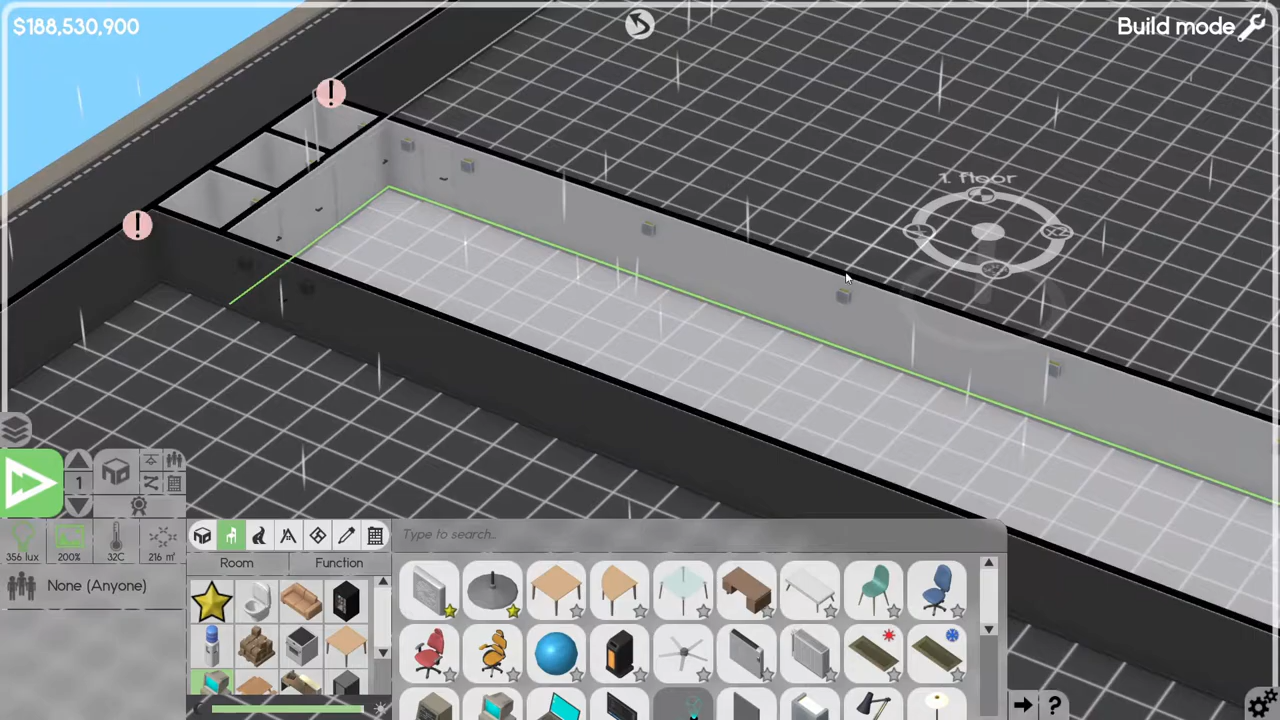 $188,530,900
Build mode
!
!
1. floor
X2
1
356 lux
200%
32C
216 m²
None (Anyone)
Room
Function
Type to search..
?